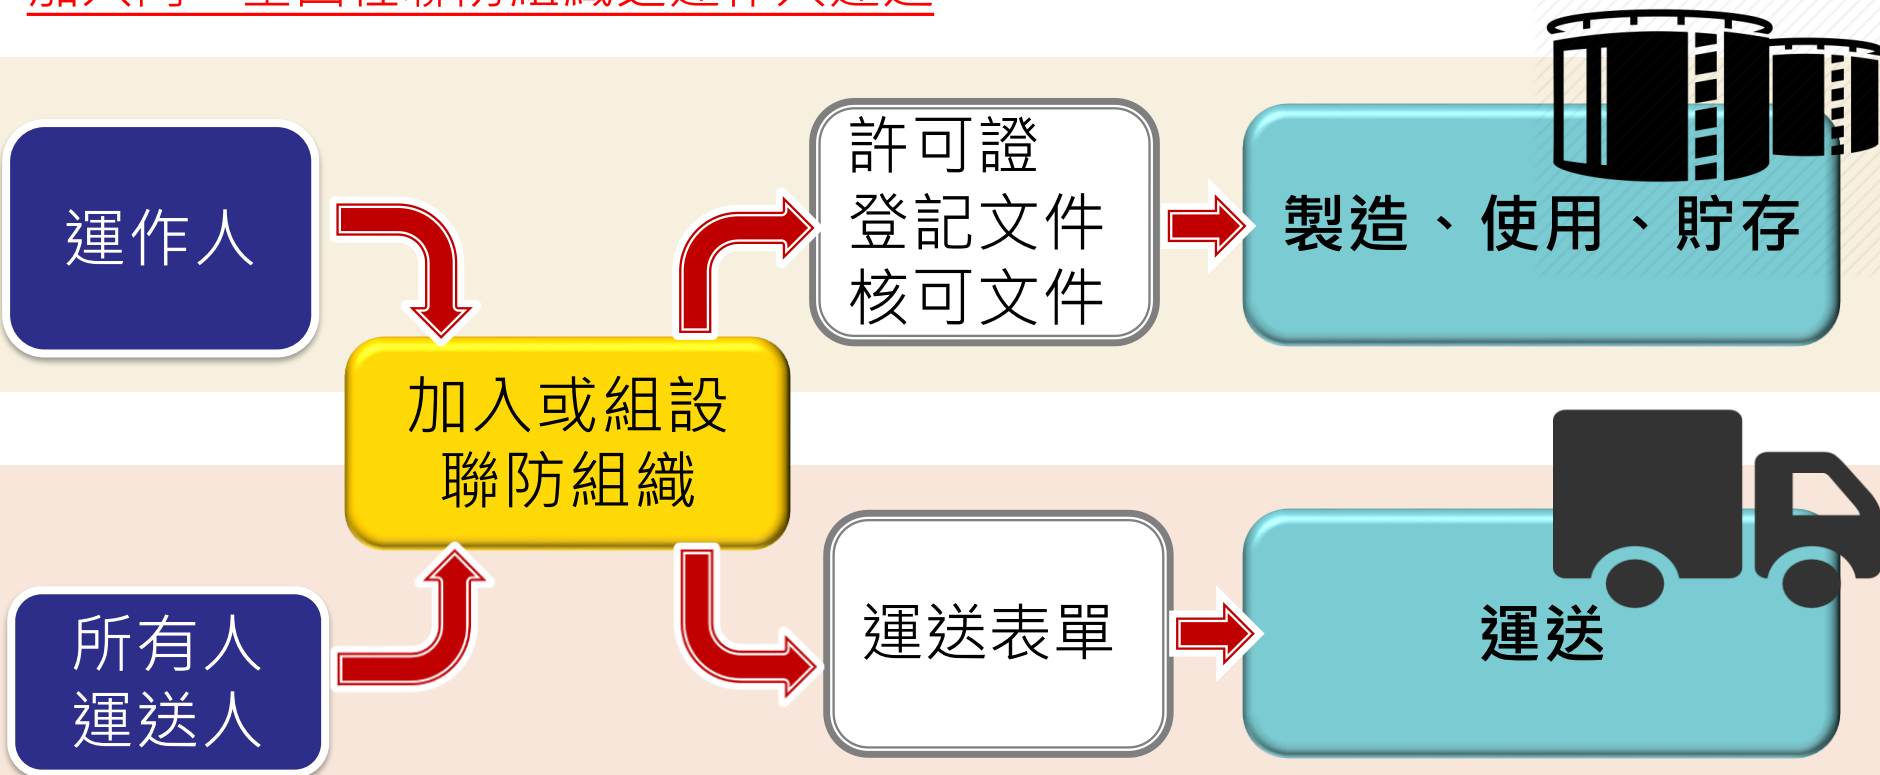 運作人
許可證
登記文件
核可文件
製造、使用、貯存
加入或組設
聯防組織
所有人
運送人
運送表單
運送